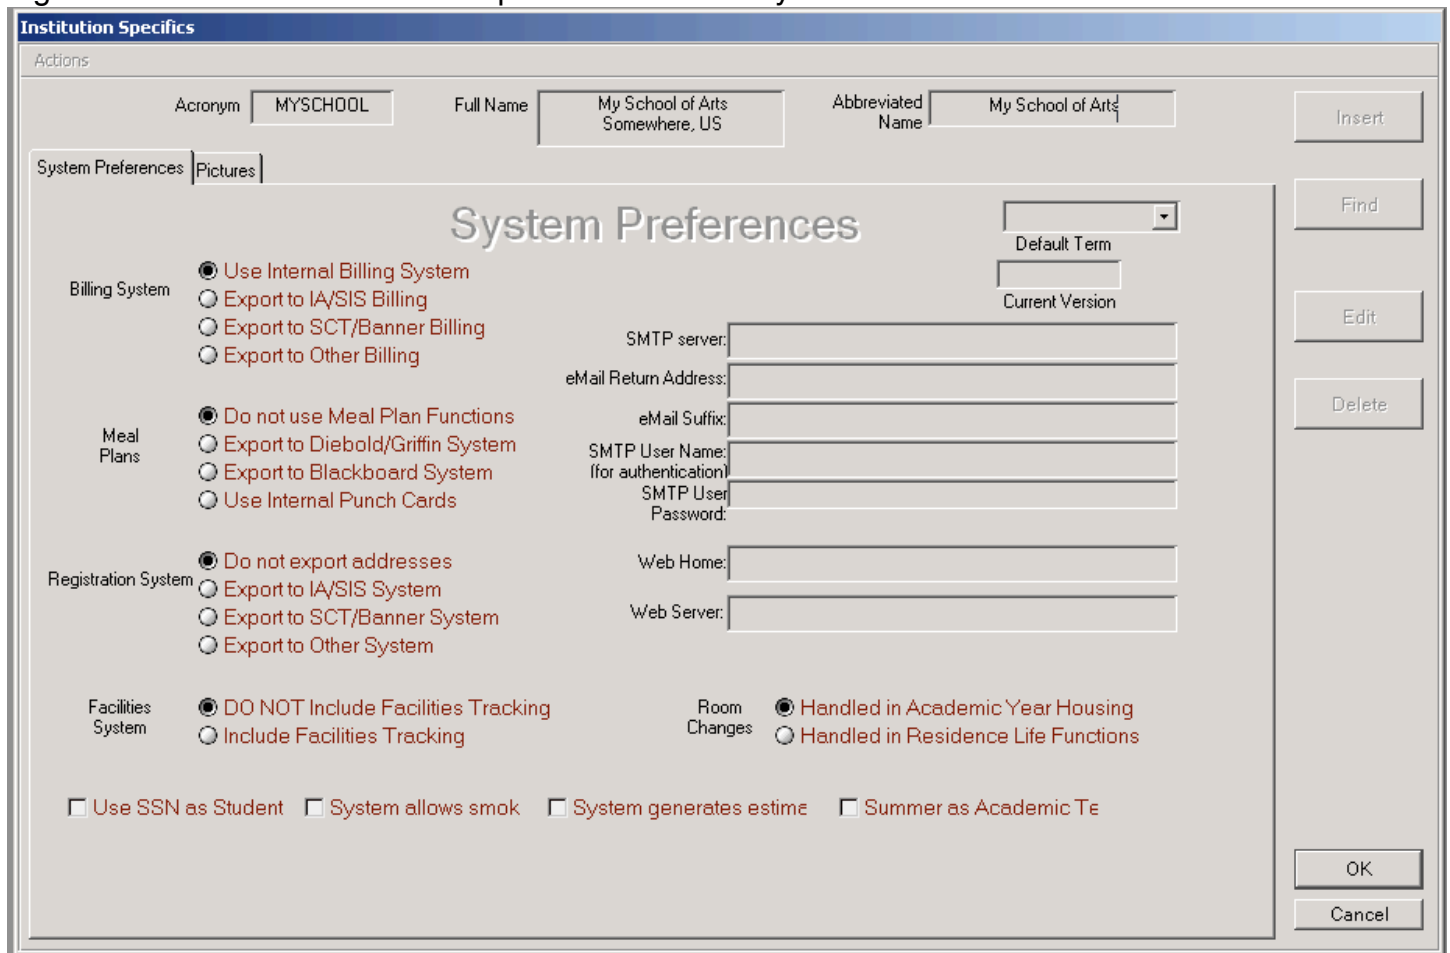 Institution Specifics
Actions
Acronym MYSCHOOL Full Name My School of Arts Abbreviated My School of Arts
Somewhere, US Name
Insert
System Preferences Pictures
Find
System Preferences
Default Term
Billing System
Use Internal Billing System
Export to IA/SIS Billing
Export to SCT/Banner Billing
Export to Other Billing
Current Version
Edit
SMTP server:
eMail Return Address:
Delete
Meal
Plans
Do not use Meal Plan Functions
Export to Diebold/Griffin System
Export to Blackboard System
Use Internal Punch Cards
eMail Suffix:
SMTP User Name:
(for authentication)
SMTP User
Password:
Registration System
Do not export addresses
Export to IA/SIS System
Export to SCT/Banner System
Export to Other System
Web Home:
Web Server:
Facilities
System
DO NOT Include Facilities Tracking
Include Facilities Tracking
Room
Changes
Handled in Academic Year Housing
Handled in Residence Life Functions
Use SSN as Student System allows smok System generates estima Summer as Academic Te
OK
Cancel